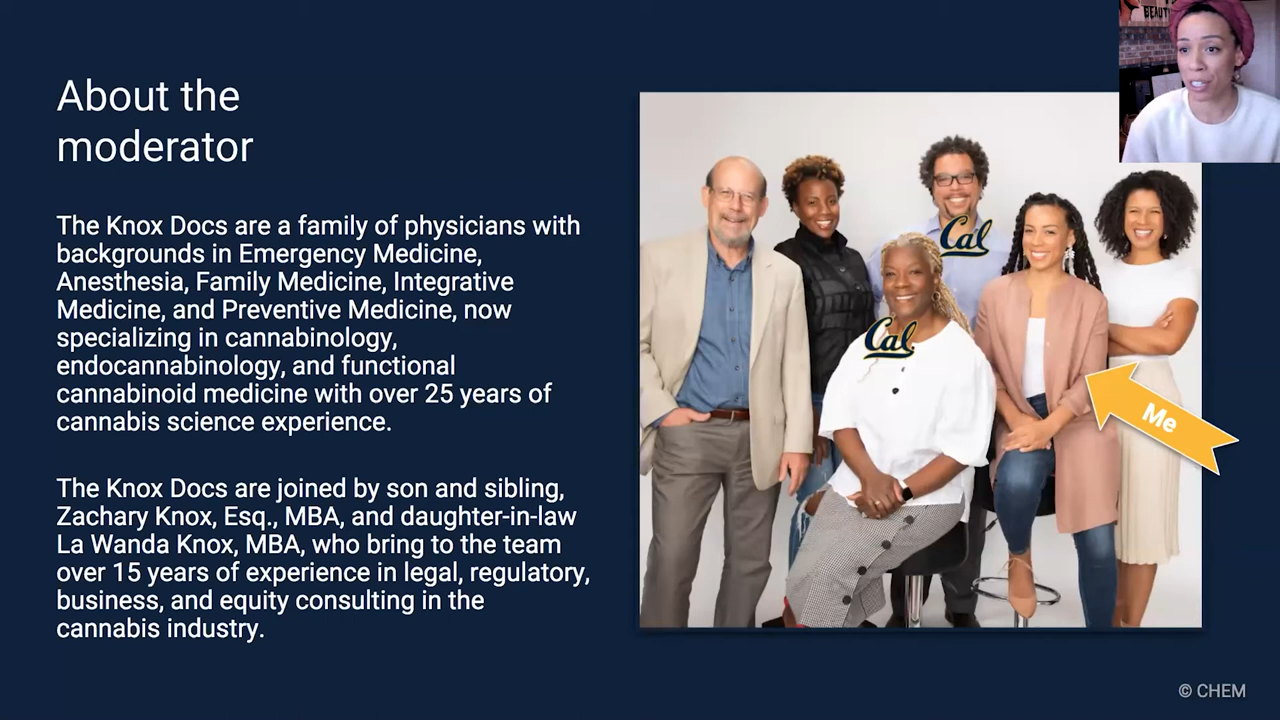 BEAUT
About the
moderator
The Knox Docs are a family of physicians with
backgrounds in Emergency Medicine,
Anesthesia, Family Medicine, Integrative
Medicine, and Preventive Medicine, now
specializing in cannabinology,
endocannabinology, and functional
cannabinoid medicine with over 25 years of
cannabis science experience.
The Knox Docs are joined by son and sibling,
Zachary Knox, Esq., MBA, and daughter-in-law
La Wanda Knox, MBA, who bring to the team
over 15 years of experience in legal, regulatory,
business, and equity consulting in the
cannabis industry.
Cal
Cal
Me
© CHEM